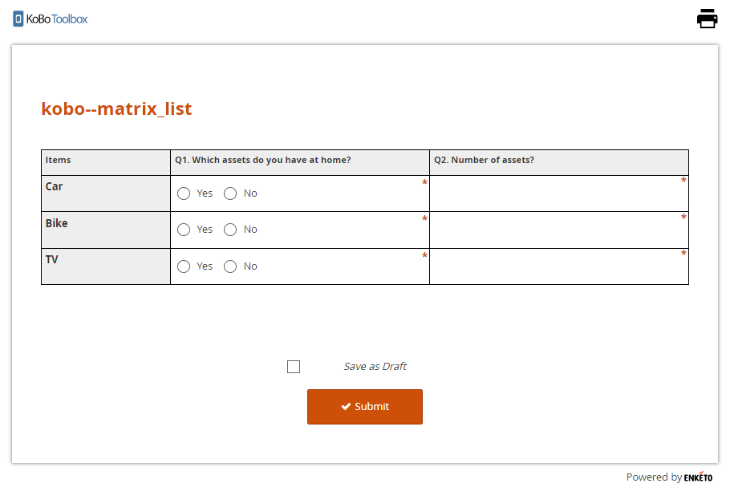 KoBoToolbox
kobo--matrix_list
Items Q1. Which assets do you have at home? Q2. Number of assets?
Car Yes No * *
Bike Yes No * *
TV Yes No * *
Save as Draft
Submit
Powered by ENKETO